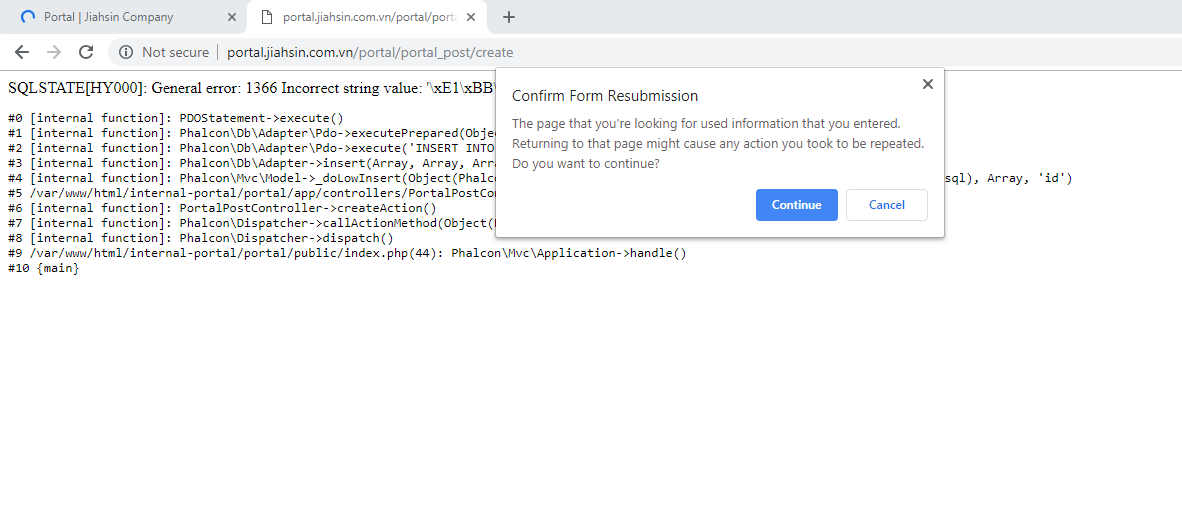 Portal | Jiahsin Company
portal.jiahsin.com.vn/portal/porta
Not secure
portal.jiahsin.com.vn/portal/portal_post/create
SQLSTATE[HY000]: General error: 1366 Incorrect string value: '\xE1\xBB\
Confirm Form Resubmission
The page that you're looking for used information that you entered.
Returning to that page might cause any action you took to be repeated.
Do you want to continue?
Continue
Cancel
#0 [internal function]: PDOStatement->execute()
#1 [internal function]: Phalcon\Db\Adapter\Pdo->executePrepared(Objec
#2 [internal function]: Phalcon\Db\Adapter\Pdo->execute('INSERT INTO
#3 [internal function]: Phalcon\Db\Adapter->insert(Array, Array, Arra
#4 [internal function]: Phalcon\Mvc\Model->_doLowInsert(Object(Phalco sql), Array, 'id')
#5 /var/www/html/internal-portal/portal/app/controllers/PortalPostCon
#6 [internal function]: PortalPostController->createAction()
#7 [internal function]: Phalcon\Dispatcher->callActionMethod(Object(
#8 [internal function]: Phalcon\Dispatcher->dispatch()
#9 /var/www/html/internal-portal/portal/public/index.php(44): Phalcon\Mvc\Application->handle()
#10 {main}